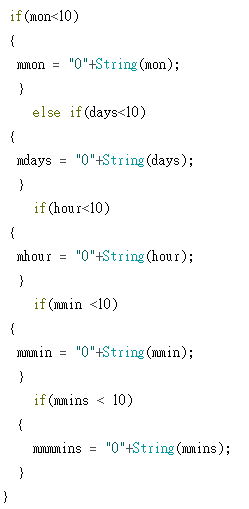 if(mon<10)
{
mmon = "0"+String(mon);
}
else if(days<10)
{
mdays = "0"+String(days);
}
if(hour<10)
{
mhour = "0"+String(hour);
}
if(mmin <10)
{
mmmin = "0"+String(mmin);
}
if(mmins < 10)
{
mmmmins = "0"+String(mmins);
}
}